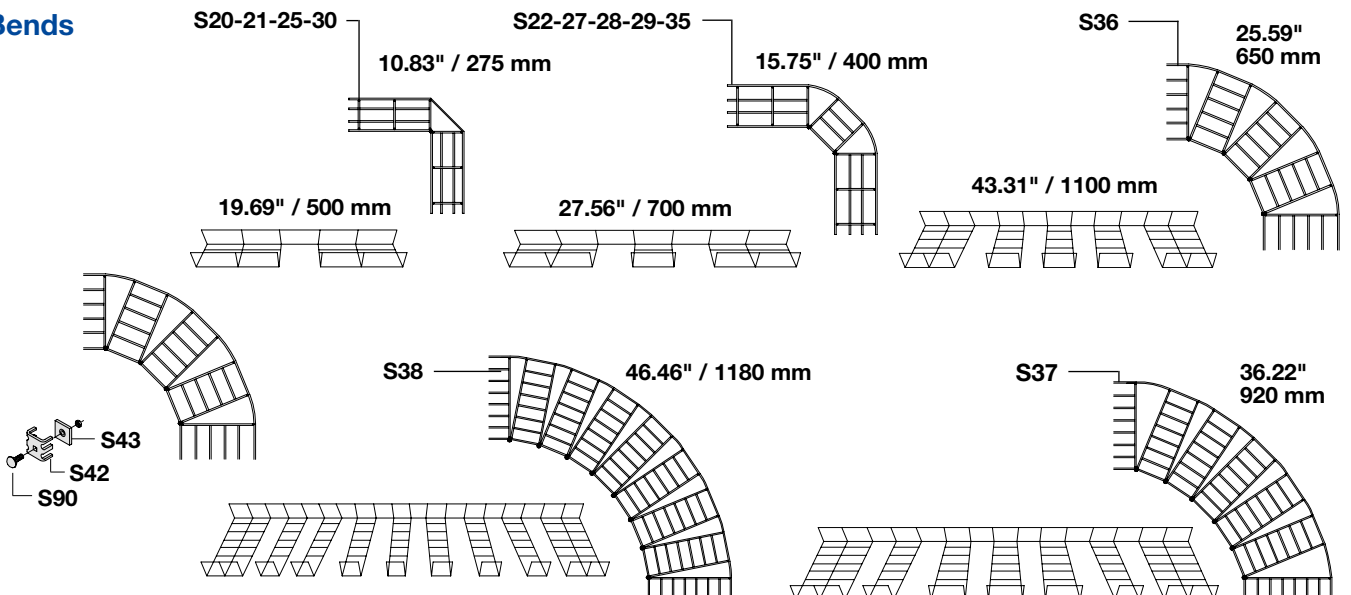 Bends
S20-21-25-30
10.83" / 275 mm
19.69" / 500 mm
S22-27-28-29-35
15.75" / 400 mm
27.56" / 700 mm
S36
25.59"
650 mm
43.31" / 1100 mm
S43
S42
S90
S38
46.46" / 1180 mm
S37
36.22"
920 mm